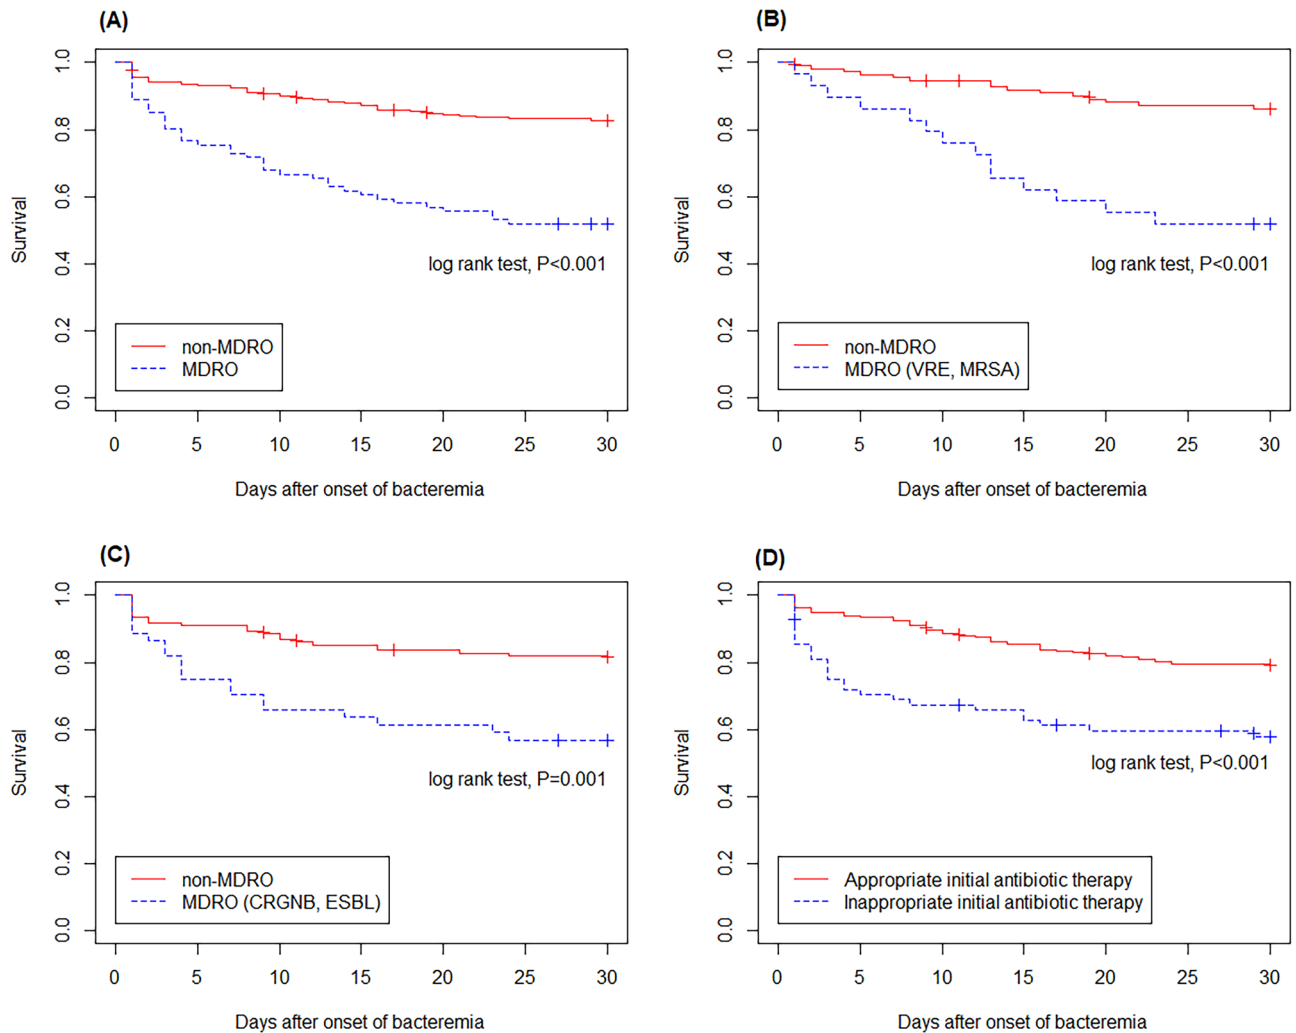 (A)
1.0
0.8
0.6
0.4
0.2
0.0
Survival
log rank test, P<0.001
non-MDRO
MDRO
0 5 10 15 20 25 30
Days after onset of bacteremia
(B)
1.0
0.8
0.6
0.4
0.2
0.0
Survival
log rank test, P<0.001
non-MDRO
MDRO (VRE, MRSA)
0 5 10 15 20 25 30
Days after onset of bacteremia
(C)
1.0
0.8
0.6
0.4
0.2
0.0
Survival
log rank test, P=0.001
non-MDRO
MDRO (CRGNB, ESBL)
0 5 10 15 20 25 30
Days after onset of bacteremia
(D)
1.0
0.8
0.6
0.4
0.2
0.0
Survival
log rank test, P<0.001
Appropriate initial antibiotic therapy
Inappropriate initial antibiotic therapy
0 5 10 15 20 25 30
Days after onset of bacteremia